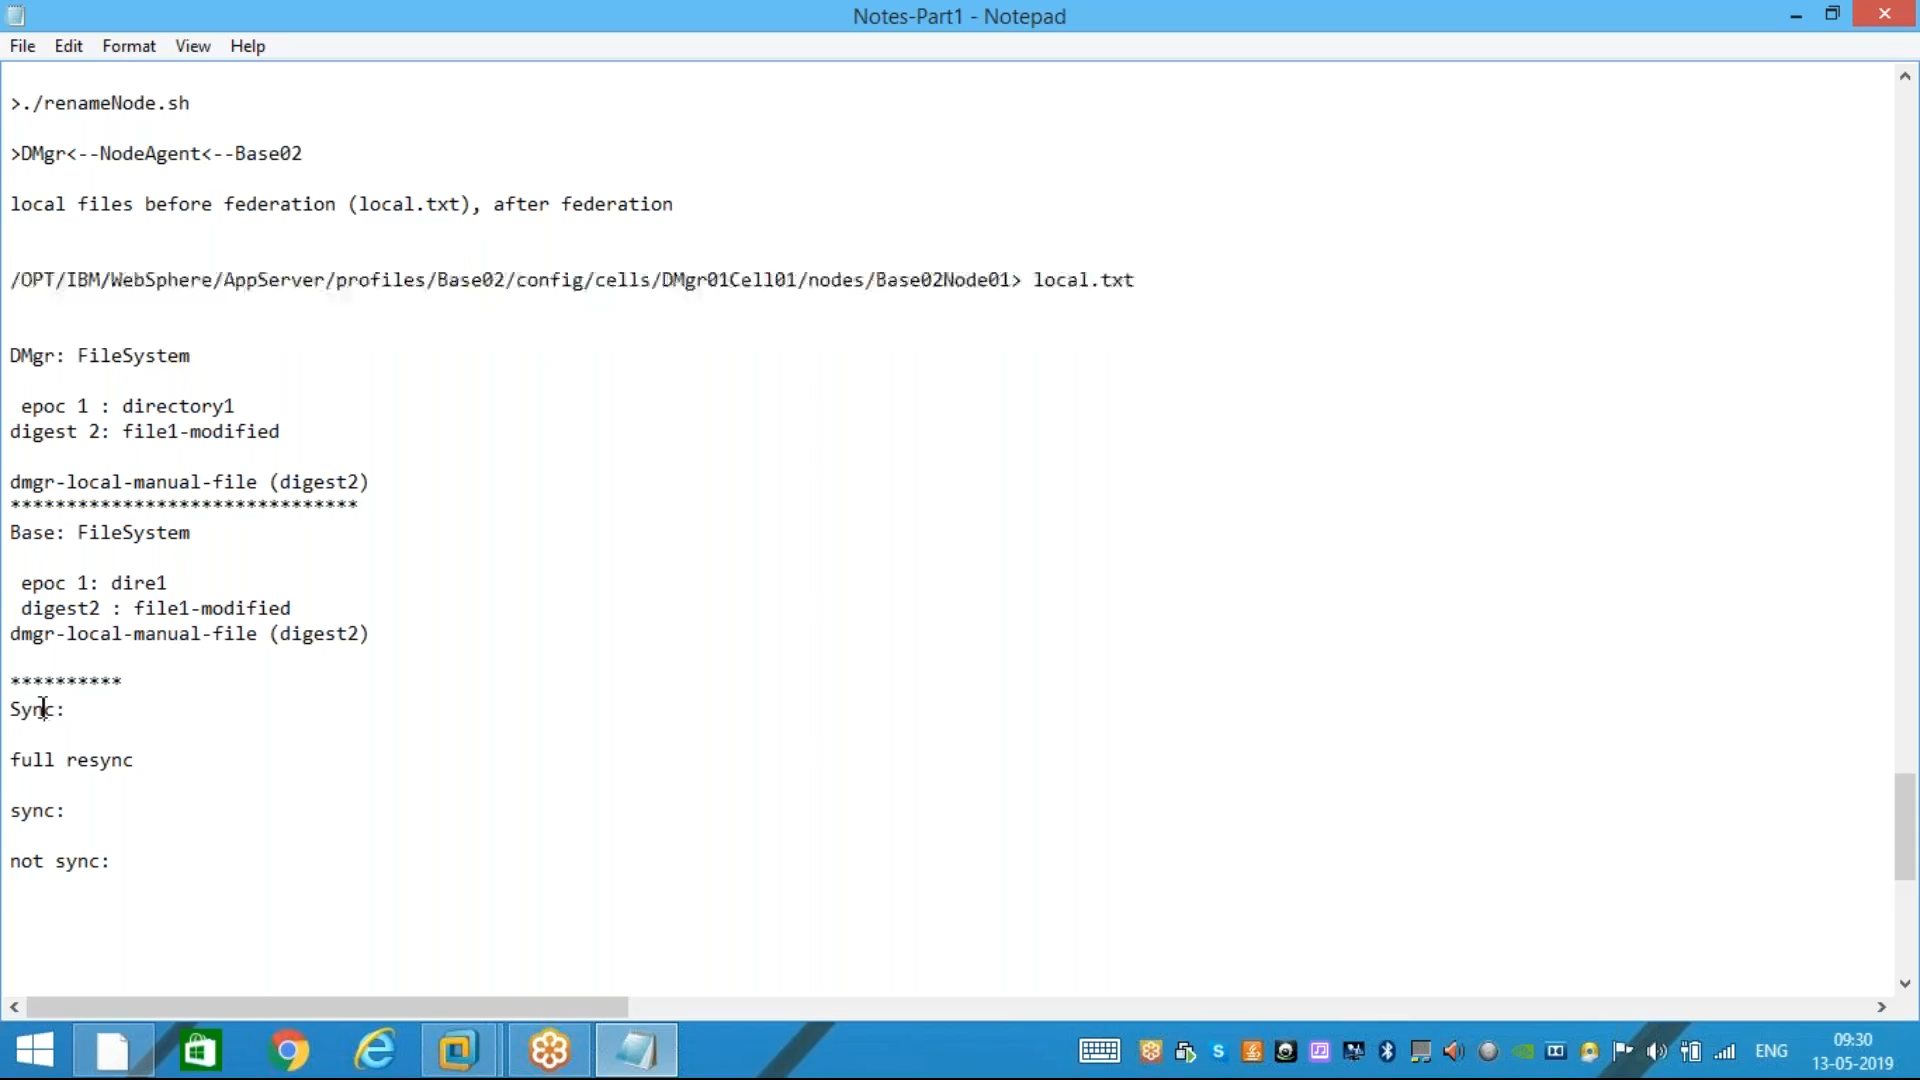 Notes-Part1 - Notepad
File Edit Format View Help
>./renameNode.sh
>DMgr<--NodeAgent<--Base02
local files before federation (local.txt), after federation
/OPT/IBM/WebSphere/AppServer/profiles/Base02/config/cells/DMgr01Cell01/nodes/Base02Node01> local.txt
DMgr: FileSystem
epoc 1 : directory1
digest 2: file1-modified
dmgr-local-manual-file (digest2)
*******************************
Base: FileSystem
epoc 1: dire1
digest2 : file1-modified
dmgr-local-manual-file (digest2)
**********
Sync:
full resync
sync:
not sync:
ENG
09:30
13-05-2019